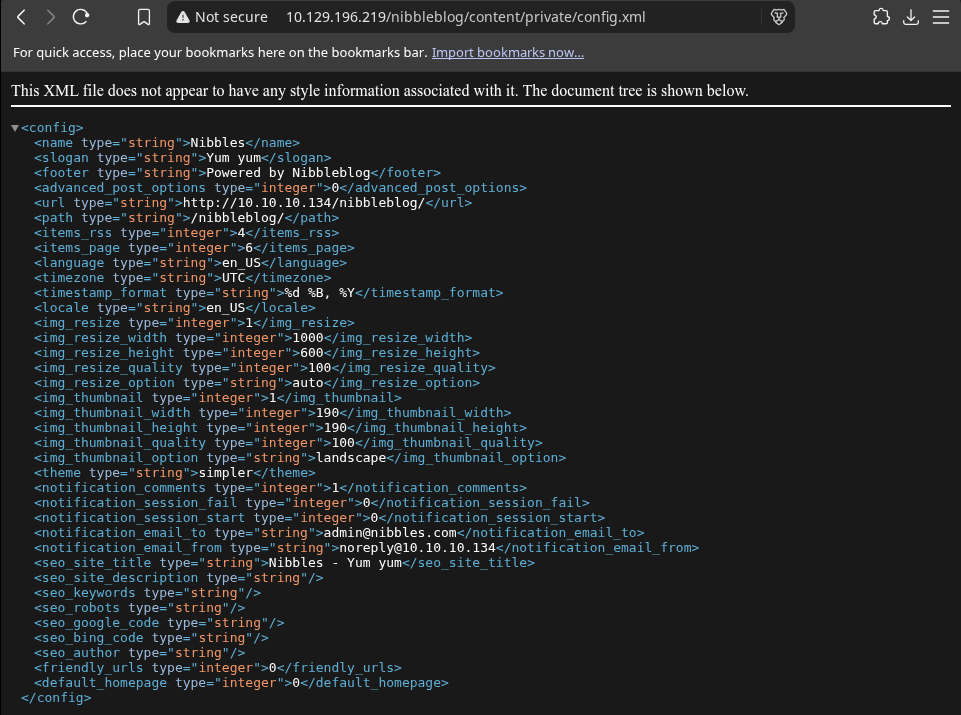 Not secure 10.129.196.219/nibbleblog/content/private/config.xml
For quick access, place your bookmarks here on the bookmarks bar. Import bookmarks now...
This XML file does not appear to have any style information associated with it. The document tree is shown below.
▼<config>
<name type="string">Nibbles</name>
<slogan type="string">Yum yum</slogan>
<footer type="string">Powered by Nibbleblog</footer>
<advanced_post_options type="integer">0</advanced_post_options>
<url type="string">http://10.10.10.134/nibbleblog/</url>
<path type="string">/nibbleblog/</path>
<items_rss type="integer">4</items_rss>
<items_page type="integer">6</items_page>
<language type="string">en_US</language>
<timezone type="string">UTC</timezone>
<timestamp_format type="string">%d %B, %Y</timestamp_format>
<locale type="string">en_US</locale>
<img_resize type="integer">1</img_resize>
<img_resize_width type="integer">1000</img_resize_width>
<img_resize_height type="integer">600</img_resize_height>
<img_resize_quality type="integer">100</img_resize_quality>
<img_resize_option type="string">auto</img_resize_option>
<img_thumbnail type="integer">1</img_thumbnail>
<img_thumbnail_width type="integer">190</img_thumbnail_width>
<img_thumbnail_height type="integer">190</img_thumbnail_height>
<img_thumbnail_quality type="integer">100</img_thumbnail_quality>
<img_thumbnail_option type="string">landscape</img_thumbnail_option>
<theme type="string">simpler</theme>
<notification_comments type="integer">1</notification_comments>
<notification_session_fail type="integer">0</notification_session_fail>
<notification_session_start type="integer">0</notification_session_start>
<notification_email_to type="string">admin@nibbles.com</notification_email_to>
<notification_email_from type="string">noreply@10.10.10.134</notification_email_from>
<seo_site_title type="string">Nibbles - Yum yum</seo_site_title>
<seo_site_description type="string"/>
<seo_keywords type="string"/>
<seo_robots type="string"/>
<seo_google_code type="string"/>
<seo_bing_code type="string"/>
<seo_author type="string"/>
<friendly_urls type="integer">0</friendly_urls>
<default_homepage type="integer">0</default_homepage>
</config>